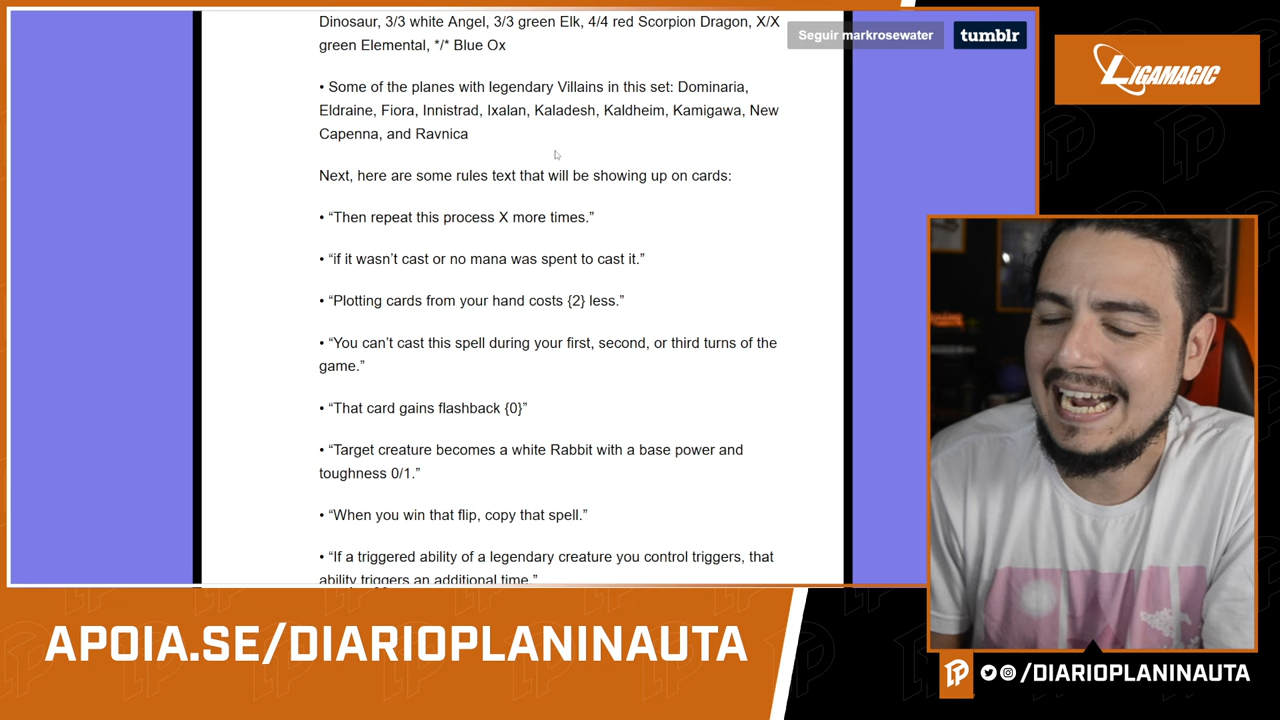 Dinosaur, 3/3 white Angel, 3/3 green Elk, 4/4 red Scorpion Dragon, X/X
green Elemental, */* Blue Ox
Seguir markrosewater
tumblr
LIGAMAGIC
• Some of the planes with legendary Villains in this set: Dominaria,
Eldraine, Fiora, Innistrad, Ixalan, Kaladesh, Kaldheim, Kamigawa, New
Capenna, and Ravnica
Next, here are some rules text that will be showing up on cards:
• “Then repeat this process X more times.”
• “if it wasn’t cast or no mana was spent to cast it.”
• “Plotting cards from your hand costs {2} less.”
• “You can’t cast this spell during your first, second, or third turns of the
game.”
• “That card gains flashback {0}”
• “Target creature becomes a white Rabbit with a base power and
toughness 0/1.”
• “When you win that flip, copy that spell.”
• “If a triggered ability of a legendary creature you control triggers, that
ability triggers an additional time.”
APOIA.SE/DIARIOPLANINAUTA
/DIARIOPLANINAUTA